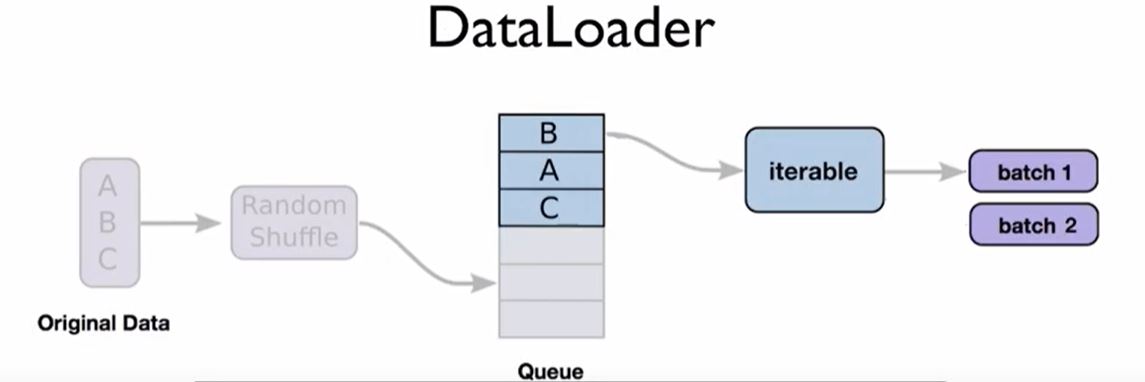 DataLoader
A
B
C
Original Data
Random
Shuffle
B
A
C
Queue
iterable
batch 1
batch 2